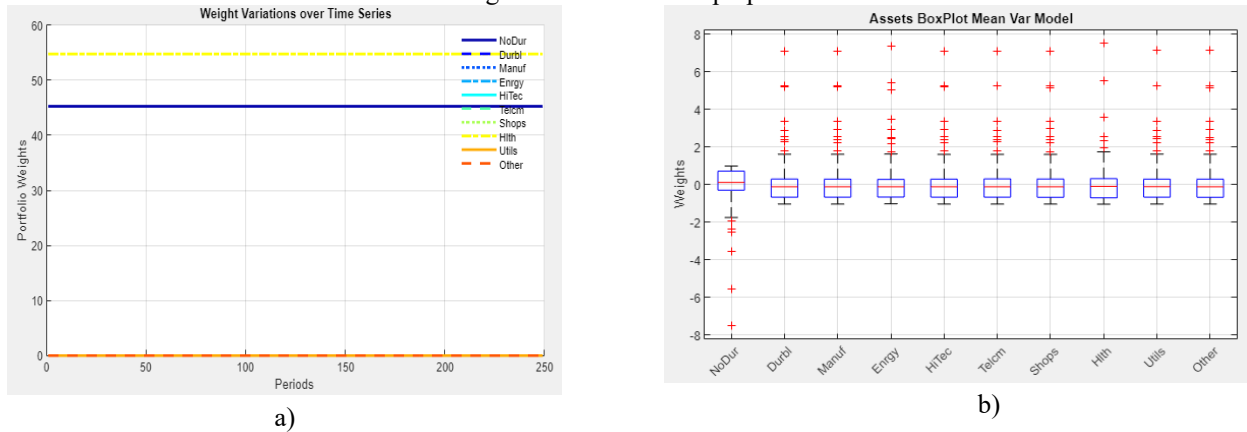 Weight Variations over Time Series
60
50
40
30
20
10
0
Portfolio Weights
0
50
100
150
200
250
Periods
NoDur
Durbl
Manuf
Enrgy
HiTec
Telcm
Shops
Hlth
Utils
Other
a)
Assets BoxPlot Mean Var Model
8
6
4
2
0
-2
-4
-6
-8
Weights
NoDur
Durbl
Manuf
Enrgy
HiTec
Telcm
Shops
Hlth
Utils
Other
b)